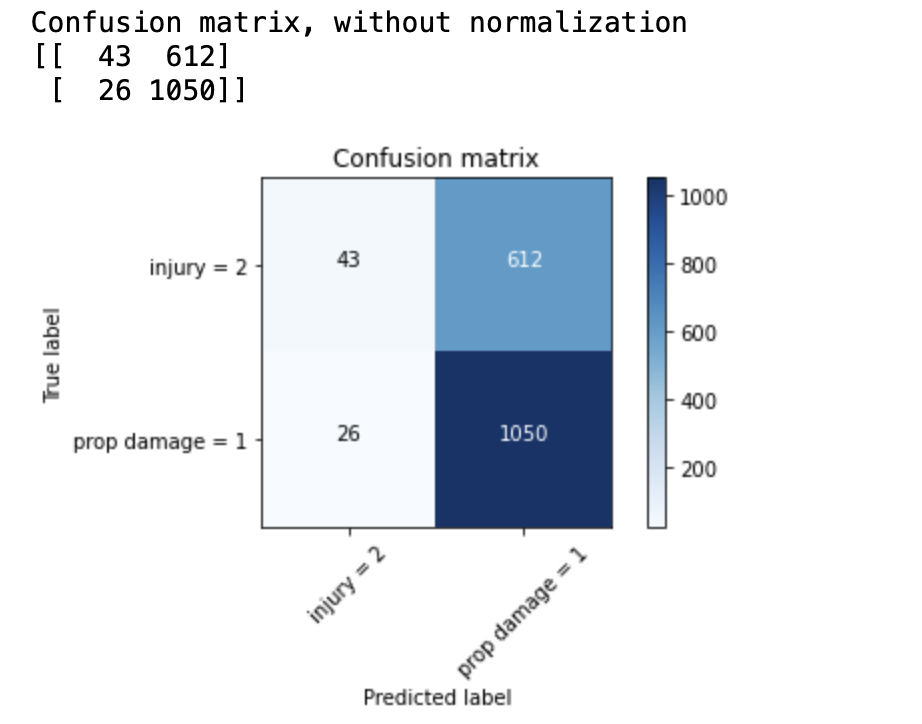 Confusion matrix, without normalization
[[  43  612]
 [  26 1050]]
Confusion matrix
1000
800
600
400
200
True label
injury = 2
43
612
prop damage = 1
26
1050
injury = 2
prop damage = 1
Predicted label